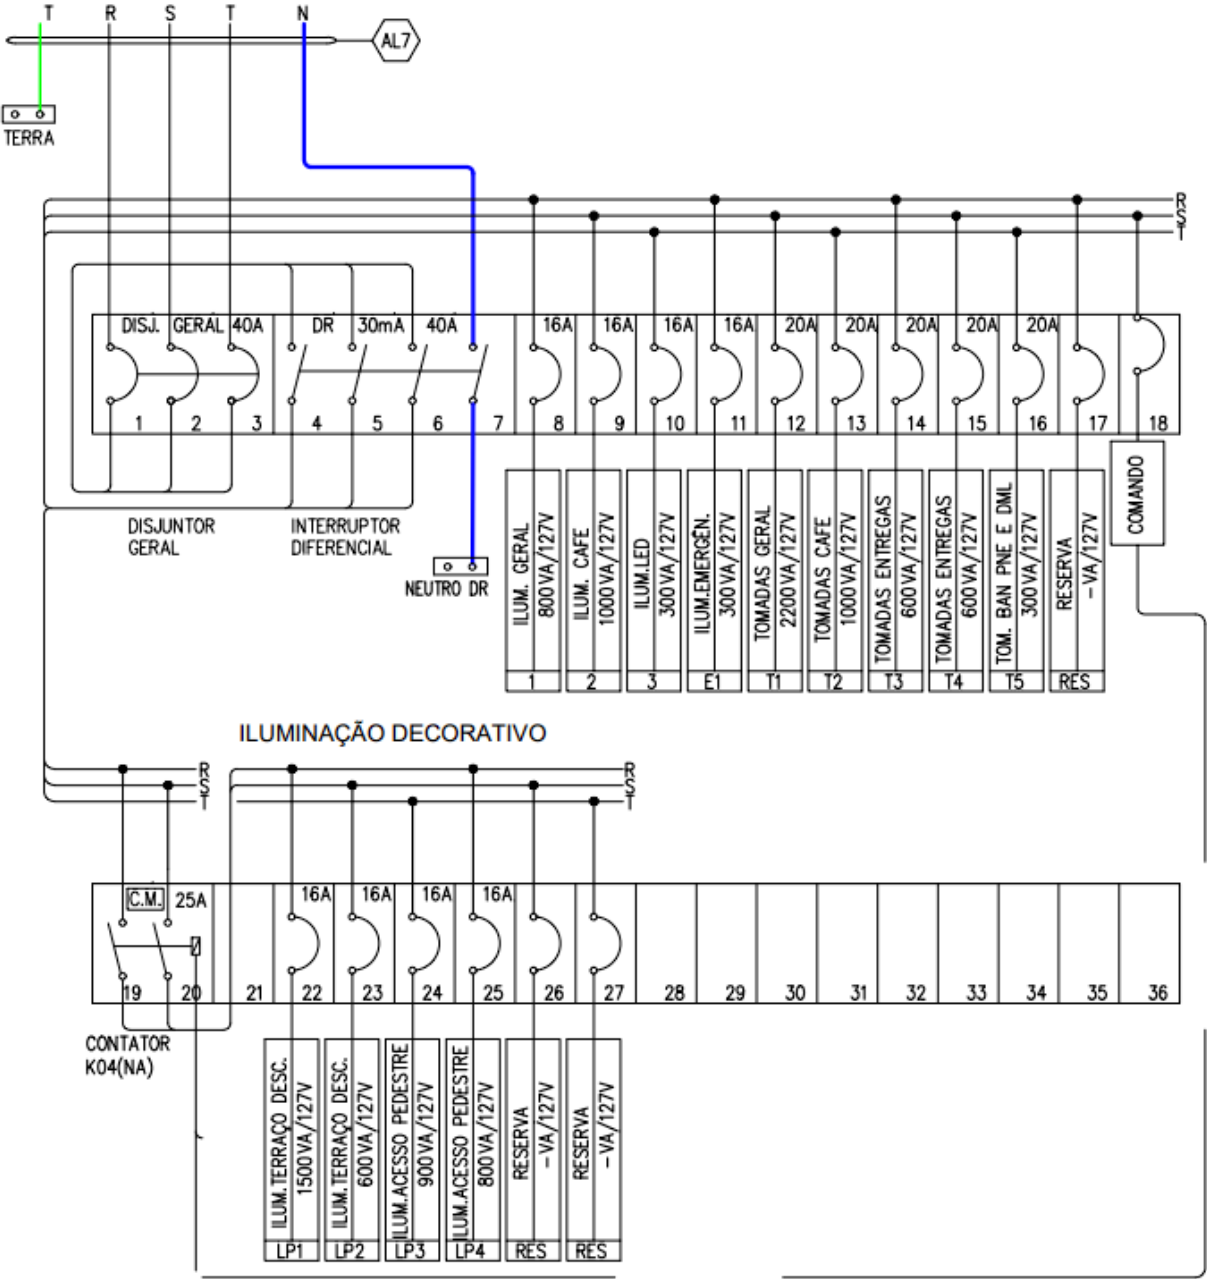 T R S T N
AL7
TERRA
R
S
T
DISJ. GERAL 40A DR 30mA 40A 16A 16A 16A 16A 20A 20A 20A 20A 20A
1 2 3 4 5 6 7 8 9 10 11 12 13 14 15 16 17 18
DISJUNTOR
GERAL
INTERRUPTOR
DIFERENCIAL
NEUTRO DR
ILUM. GERAL
800VA/127V
1
ILUM. CAFE
1000VA/127V
2
ILUM.LED
300VA/127V
3
ILUM.EMERGÊN.
300VA/127V
E1
TOMADAS GERAL
2200VA/127V
T1
TOMADAS CAFE
1000VA/127V
T2
TOMADAS ENTREGAS
600VA/127V
T3
TOMADAS ENTREGAS
600VA/127V
T4
TOM. BAN PNE E DML
300VA/127V
T5
RESERVA
-VA/127V
RES
COMANDO
ILUMINAÇÃO DECORATIVO
R
S
T
R
S
T
C.M. 25A 16A 16A 16A 16A
19 20 21 22 23 24 25 26 27 28 29 30 31 32 33 34 35 36
CONTATOR
K04(NA)
ILUM.TERRAÇO DESC.
1500VA/127V
LP1
ILUM.TERRAÇO DESC.
600VA/127V
LP2
ILUM.ACESSO PEDESTRE
900VA/127V
LP3
ILUM.ACESSO PEDESTRE
800VA/127V
LP4
RESERVA
-VA/127V
RES
RESERVA
-VA/127V
RES